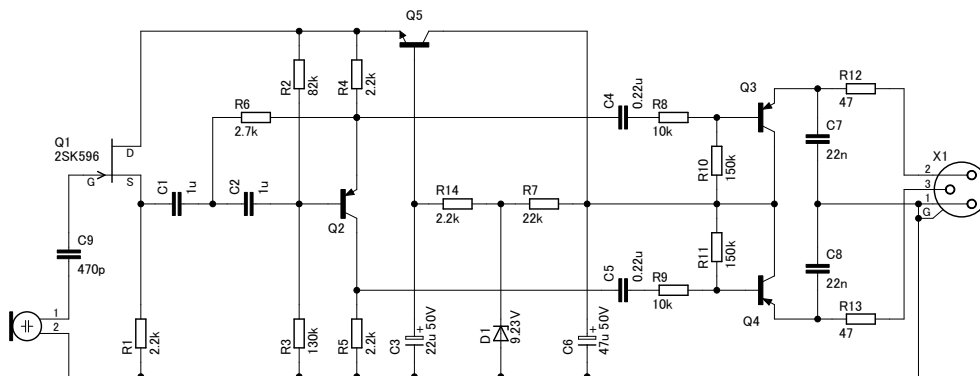 Q5
R2
82k
R4
2.2k
R6
2.7k
Q1
2SK596
D
G
S
C1
1u
C2
1u
Q2
C9
470p
1
2
R1
2.2k
R3
130k
R5
2.2k
C3
22u 50V
R14
2.2k
R7
22k
D1
9.23V
C6
47u 50V
C4
0.22u
R8
10k
R10
150k
Q3
R12
47
C7
22n
X1
2
3
1
G
C5
0.22u
R9
10k
R11
150k
Q4
C8
22n
R13
47
+
+